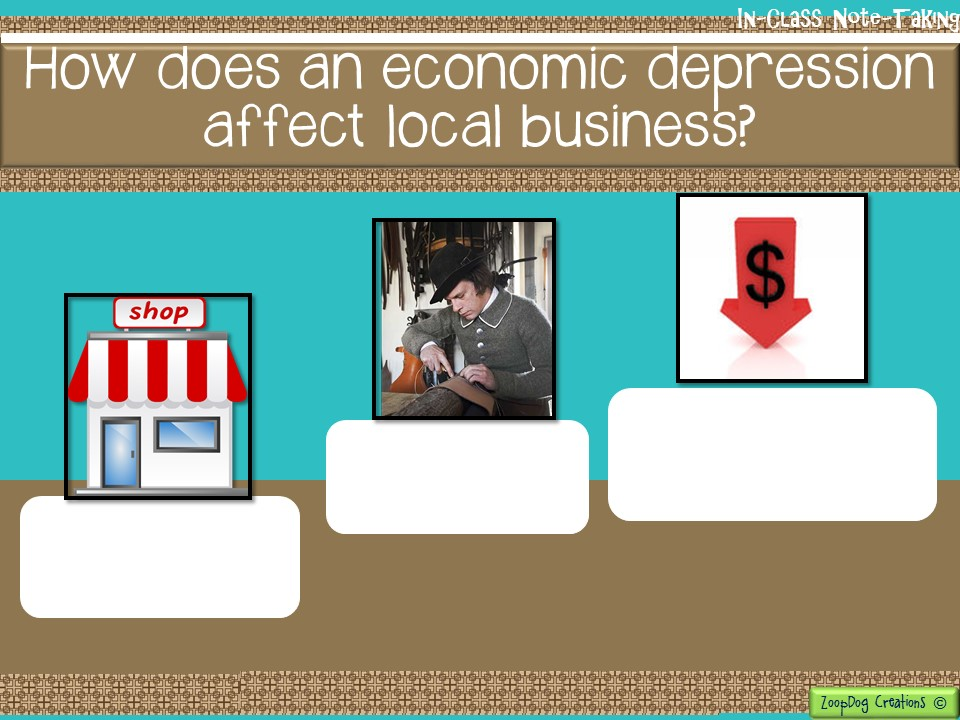 In-Class Note-Taking
How does an economic depression
affect local business?
$
shop
ZoopDog Creations ©